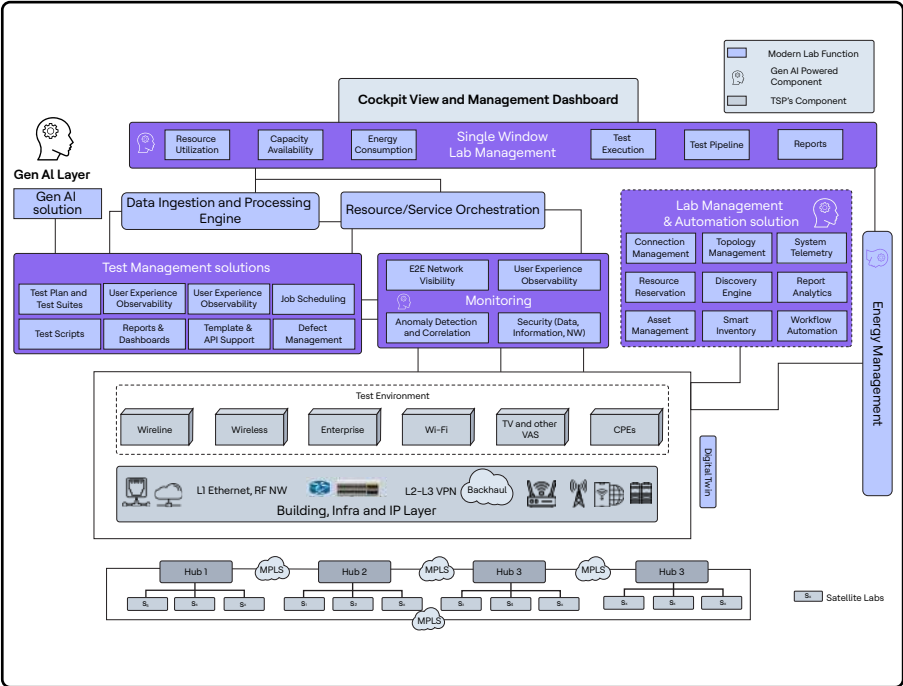 Modern Lab Function
Gen AI Powered
Component
TSP's Component
Cockpit View and Management Dashboard
Single Window
Lab Management
Resource
Utilization
Capacity
Availability
Energy
Consumption
Test
Execution
Test Pipeline
Reports
Gen AI Layer
Gen AI
solution
Data Ingestion and Processing
Engine
Resource/Service Orchestration
Lab Management
& Automation solution
Connection
Management
Topology
Management
System
Telemetry
Resource
Reservation
Discovery
Engine
Report
Analytics
Asset
Management
Smart
Inventory
Workflow
Automation
Energy Management
Test Management solutions
Test Plan and
Test Suites
User Experience
Observability
User Experience
Observability
Job Scheduling
Test Scripts
Reports &
Dashboards
Template &
API Support
Defect
Management
E2E Network
Visibility
User Experience
Observability
Monitoring
Anomaly Detection
and Correlation
Security (Data,
Information, NW)
Test Environment
Wireline
Wireless
Enterprise
Wi-Fi
TV and other
VAS
CPEs
Digital Twin
L1 Ethernet, RF NW
L2-L3 VPN
Backhaul
Building, Infra and IP Layer
Hub 1
MPLS
Hub 2
MPLS
Hub 3
MPLS
Hub 3
MPLS
Satellite Labs